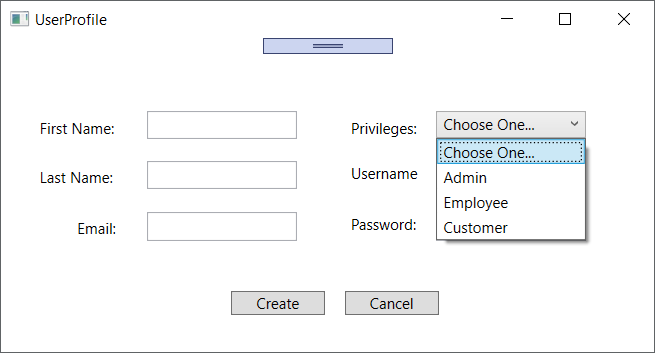 UserProfile
First Name:
Privileges:
Choose One...
Choose One...
Admin
Employee
Customer
Last Name:
Username
Email:
Password:
Create
Cancel